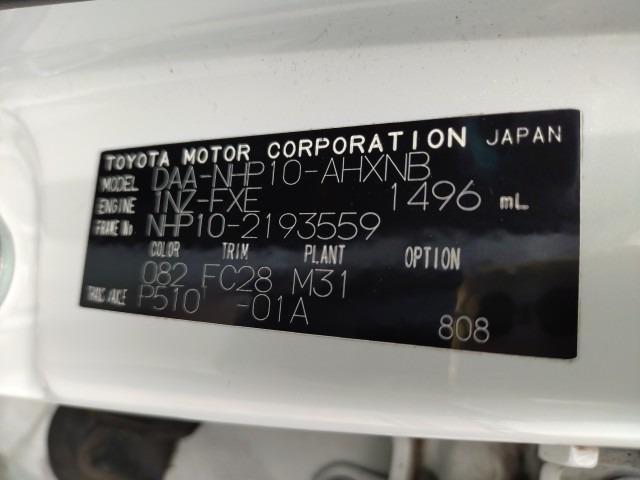 TOYOTA MOTOR CORPORATION JAPAN
MODEL DAA-NHP10-AHXNB
ENGINE 1NZ-FXE 1496 mL
FRAME No NHP10-2193559
COLOR TRIM PLANT OPTION
082 FC28 M31
TRANS/AXLE P510 -01A
808